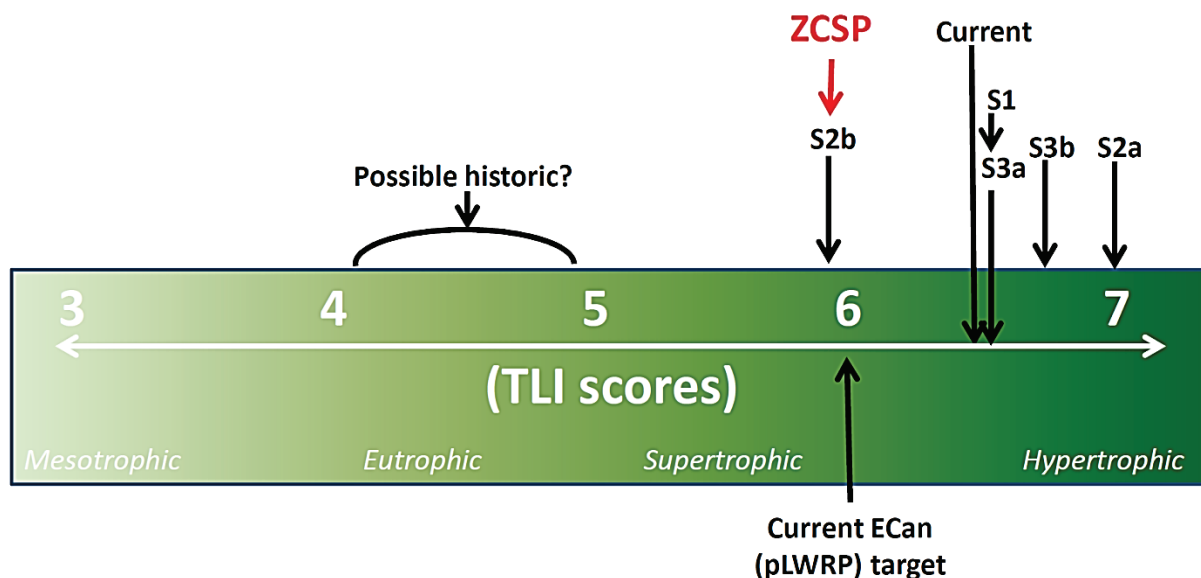 ZCSP
Current
S1
S2b
S3a
S3b
S2a
Possible historic?
3
4
5
6
7
(TLI scores)
Mesotrophic
Eutrophic
Supertrophic
Hypertrophic
Current ECan
(pLWRP) target